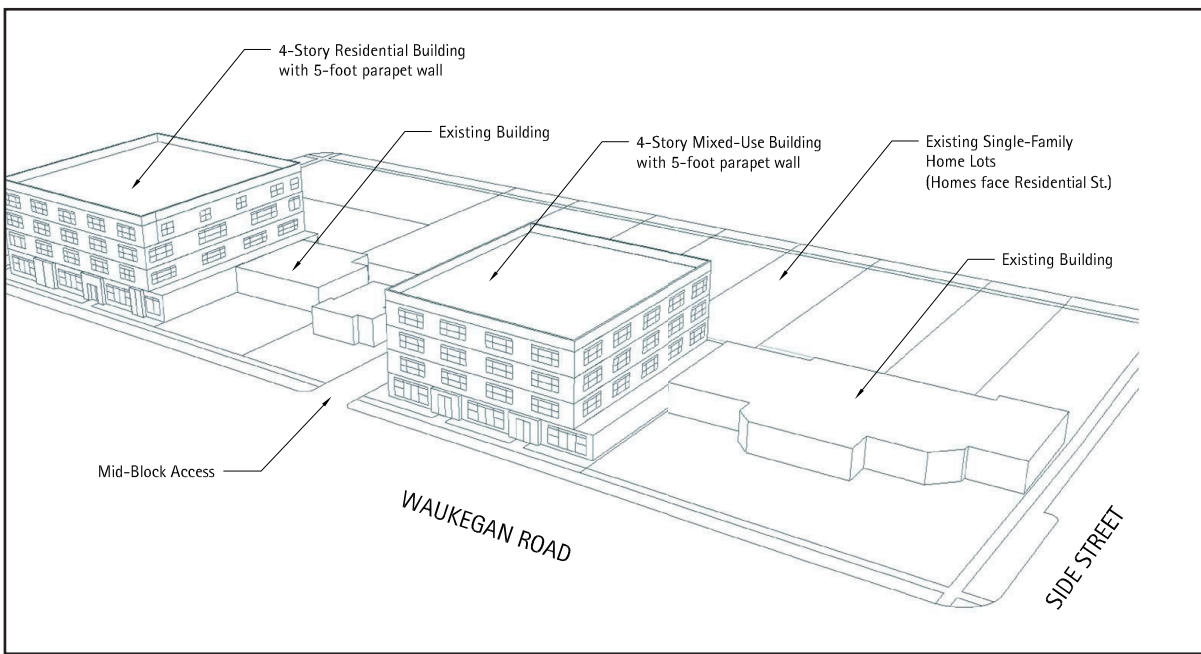 4-Story Residential Building
with 5-foot parapet wall
Existing Building
4-Story Mixed-Use Building
with 5-foot parapet wall
Existing Single-Family
Home Lots
(Homes face Residential St.)
Existing Building
Mid-Block Access
WAUKEGAN ROAD
SIDE STREET